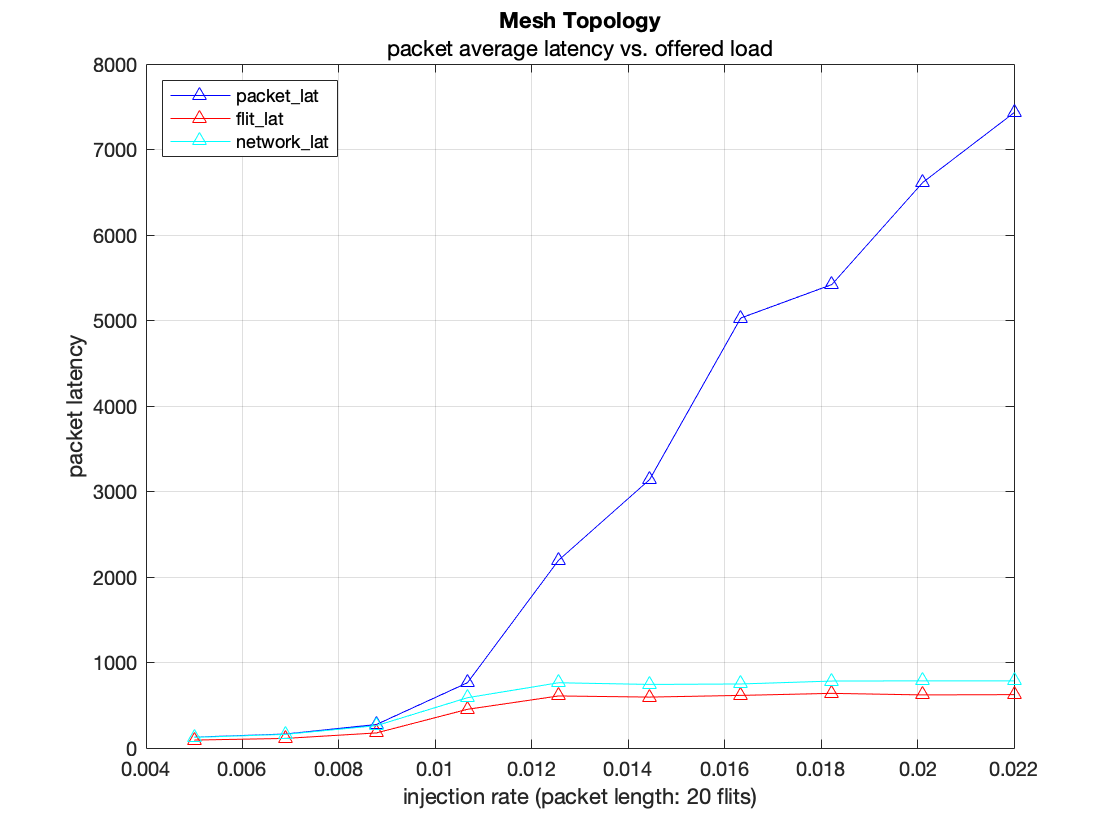 Mesh Topology
packet average latency vs. offered load
packet_lat
flit_lat
network_lat
8000
7000
6000
5000
4000
3000
2000
1000
0
packet latency
0.004 0.006 0.008 0.01 0.012 0.014 0.016 0.018 0.02 0.022
injection rate (packet length: 20 flits)